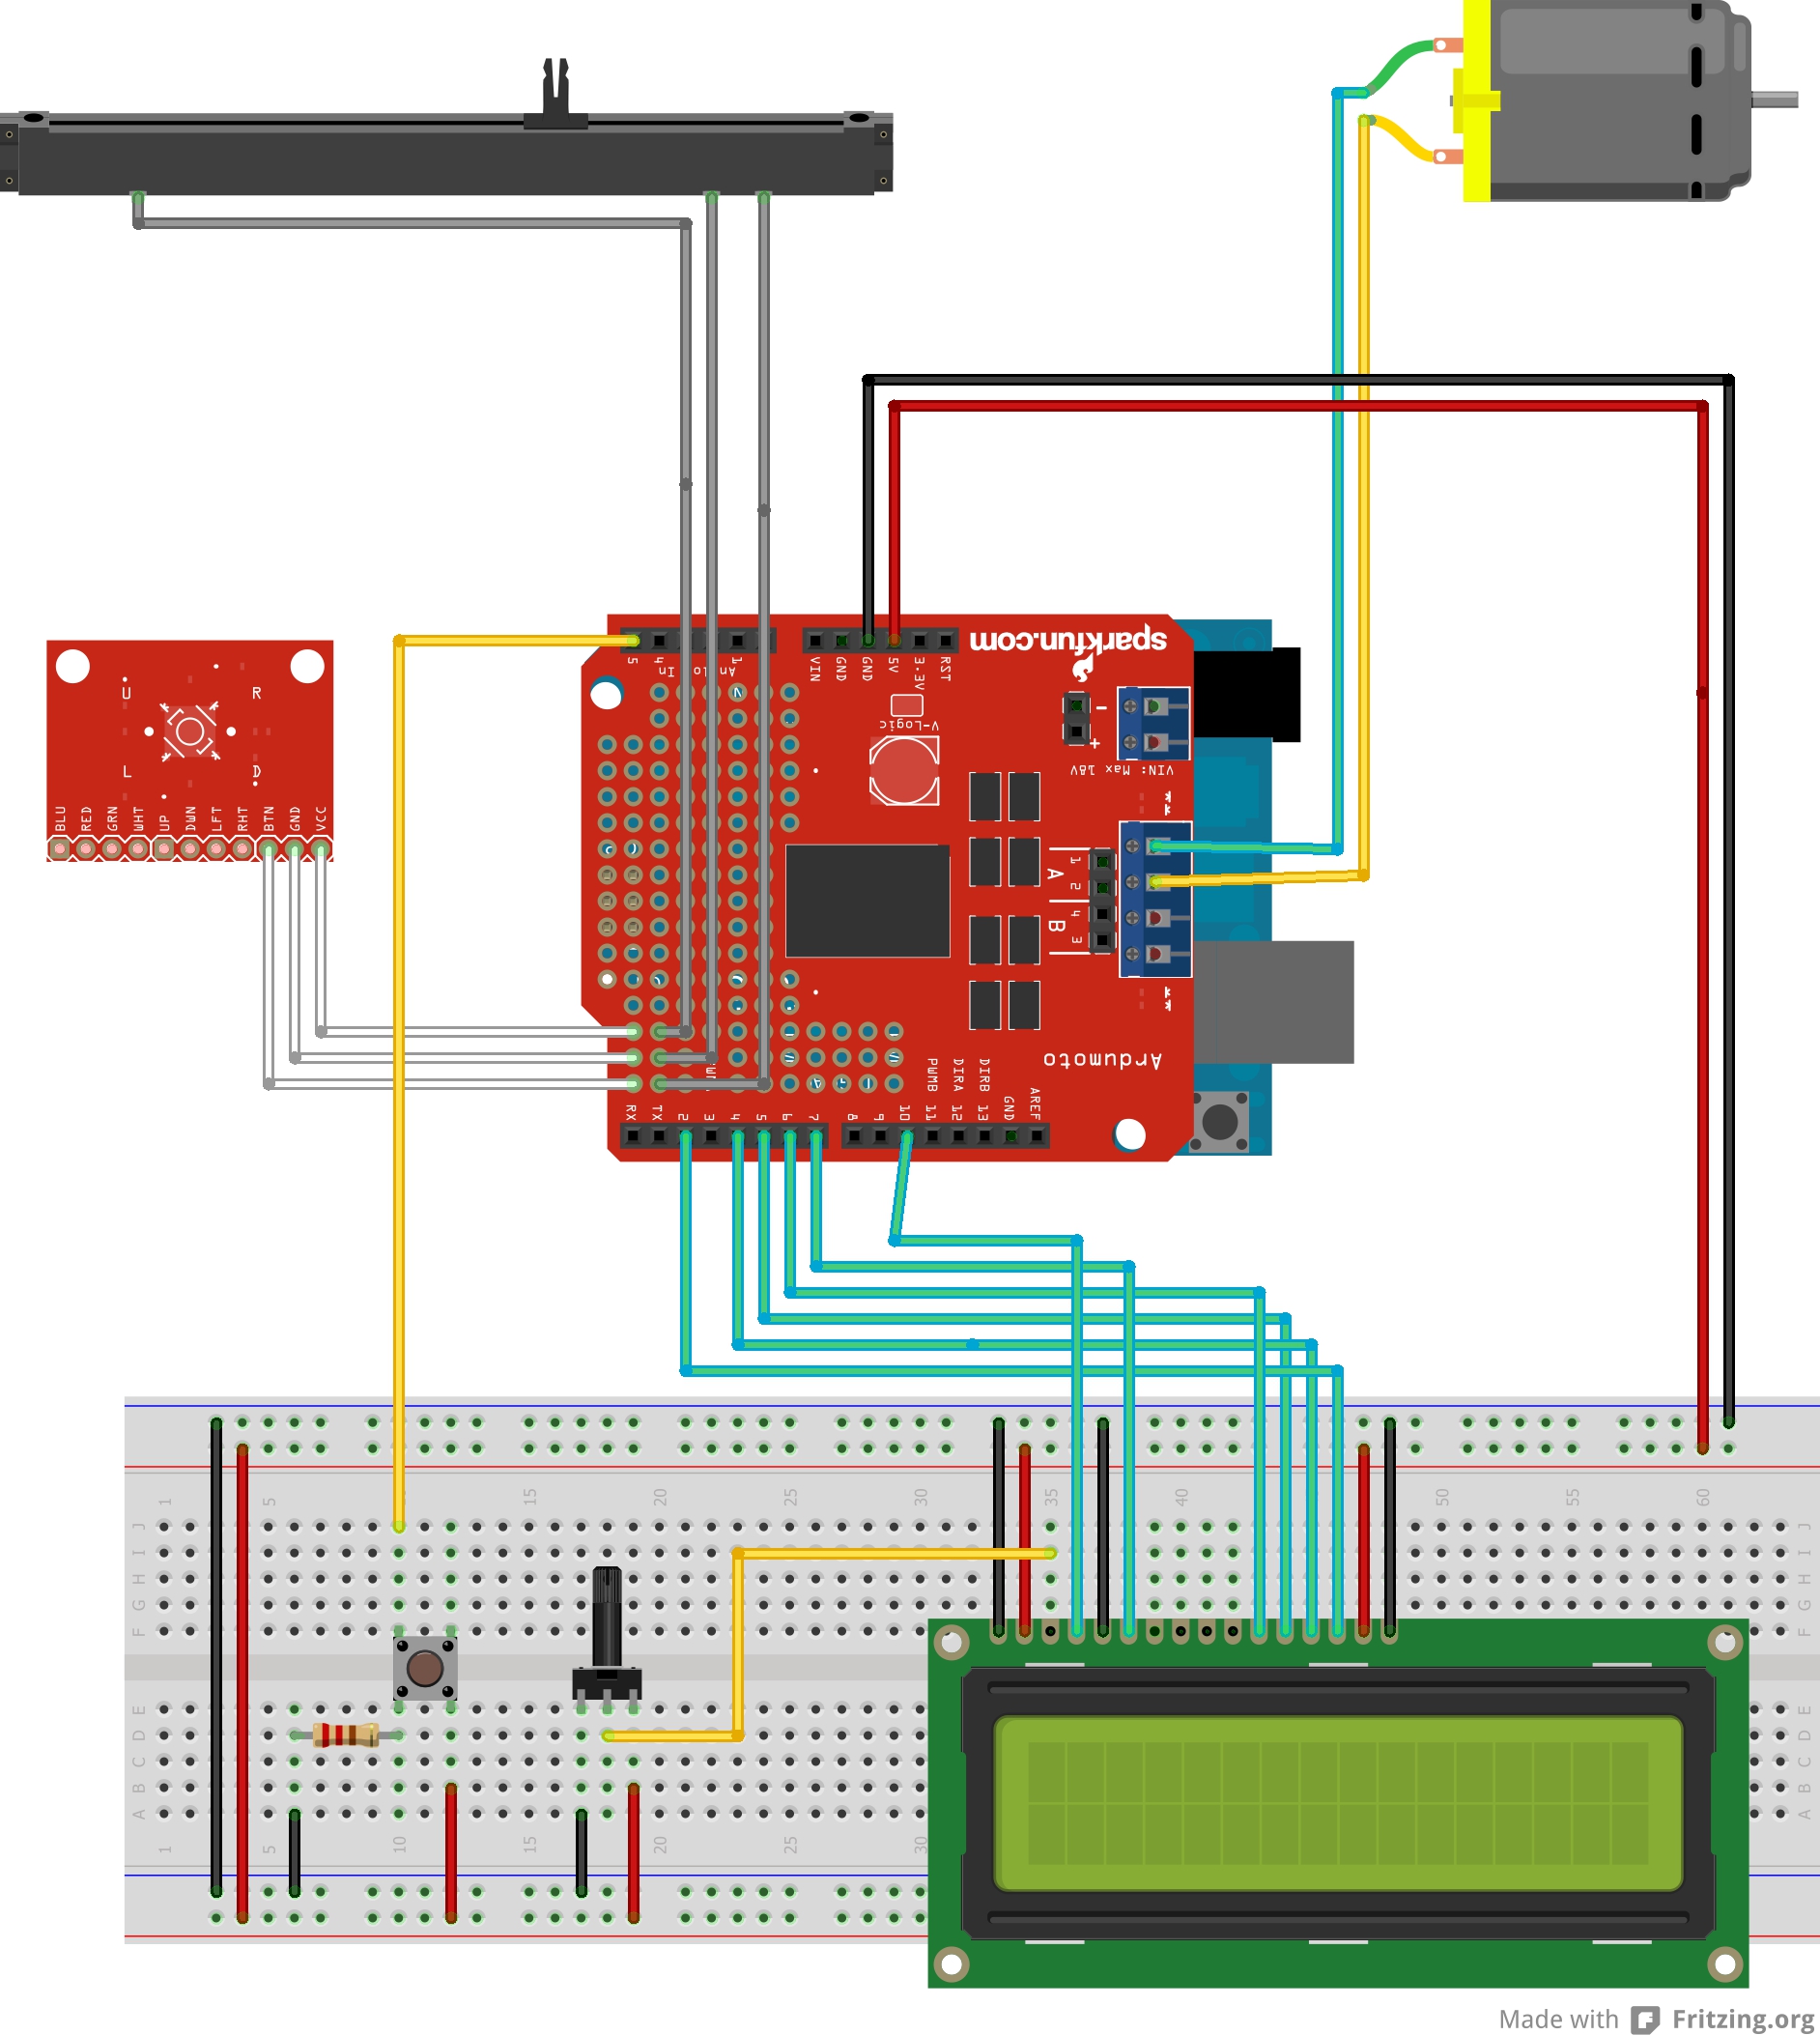 sparkfun.com
5 4 1
Analog In
VIN GND GND 5V 3.3V RST
V-Logic
-
+
VIN: Max 18V
U R
L D
BLU RED GRN WHT UP DWN LFT RHT BTN GND VCC
1
A
2
4
B
3
Ardumoto
PWMB DIRA DIRB
RX TX 2 3 4 5 6 7 8 9 10 11 12 13 GND AREF
1 5 15 20 25 30 35 40 50 55 60
J J
I I
H H
G G
F F
E E
D D
C C
B B
A A
1 5 10 15 20 25 30
Made with Fritzing.org